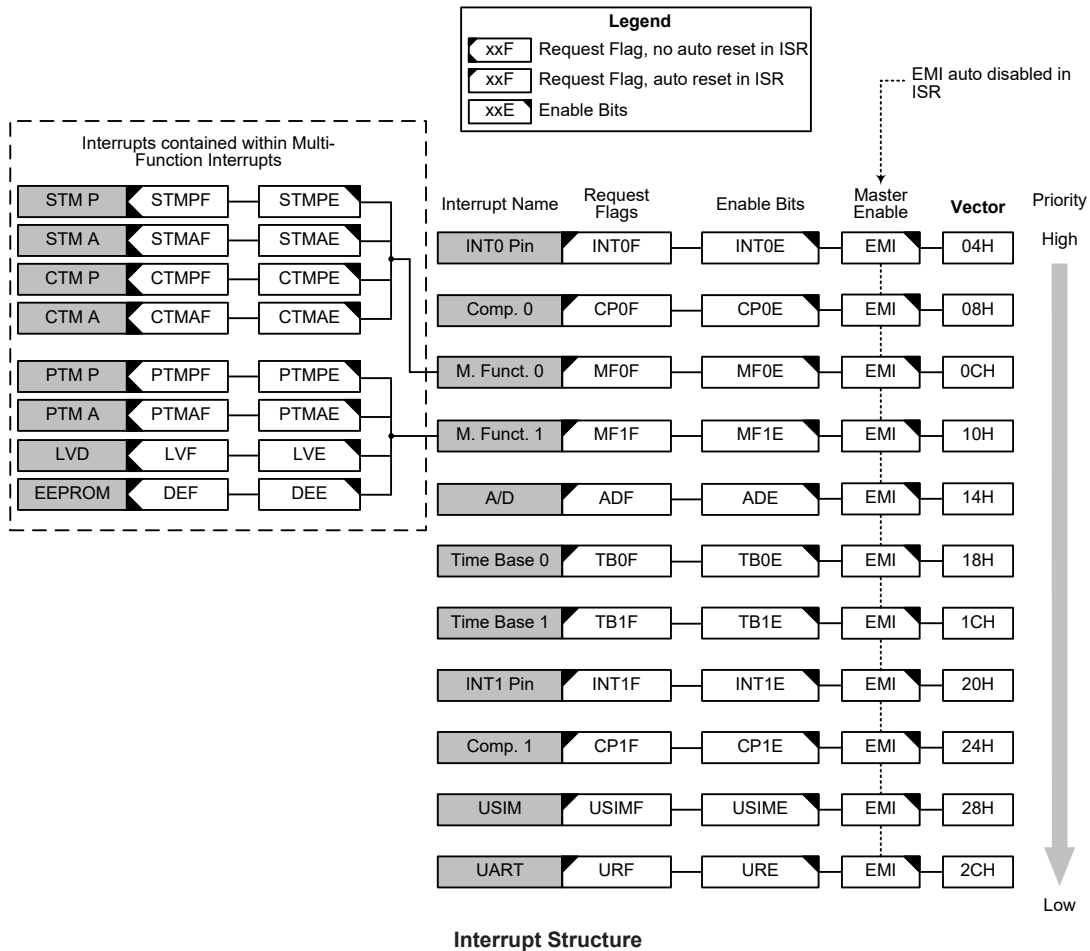 Legend
xxF Request Flag, no auto reset in ISR
xxF Request Flag, auto reset in ISR
xxE Enable Bits
EMI auto disabled in
ISR
Interrupts contained within Multi-
Function Interrupts
STM P STMPF STMPE
STM A STMAF STMAE
CTM P CTMPF CTMPE
CTM A CTMAF CTMAE
PTM P PTMPF PTMPE
PTM A PTMAF PTMAE
LVD LVF LVE
EEPROM DEF DEE
Interrupt Name Request Flags Enable Bits Master Enable Vector Priority
INT0 Pin INT0F INT0E EMI 04H High
Comp. 0 CP0F CP0E EMI 08H
M. Funct. 0 MF0F MF0E EMI 0CH
M. Funct. 1 MF1F MF1E EMI 10H
A/D ADF ADE EMI 14H
Time Base 0 TB0F TB0E EMI 18H
Time Base 1 TB1F TB1E EMI 1CH
INT1 Pin INT1F INT1E EMI 20H
Comp. 1 CP1F CP1E EMI 24H
USIM USIMF USIME EMI 28H
UART URF URE EMI 2CH
Low
Interrupt Structure